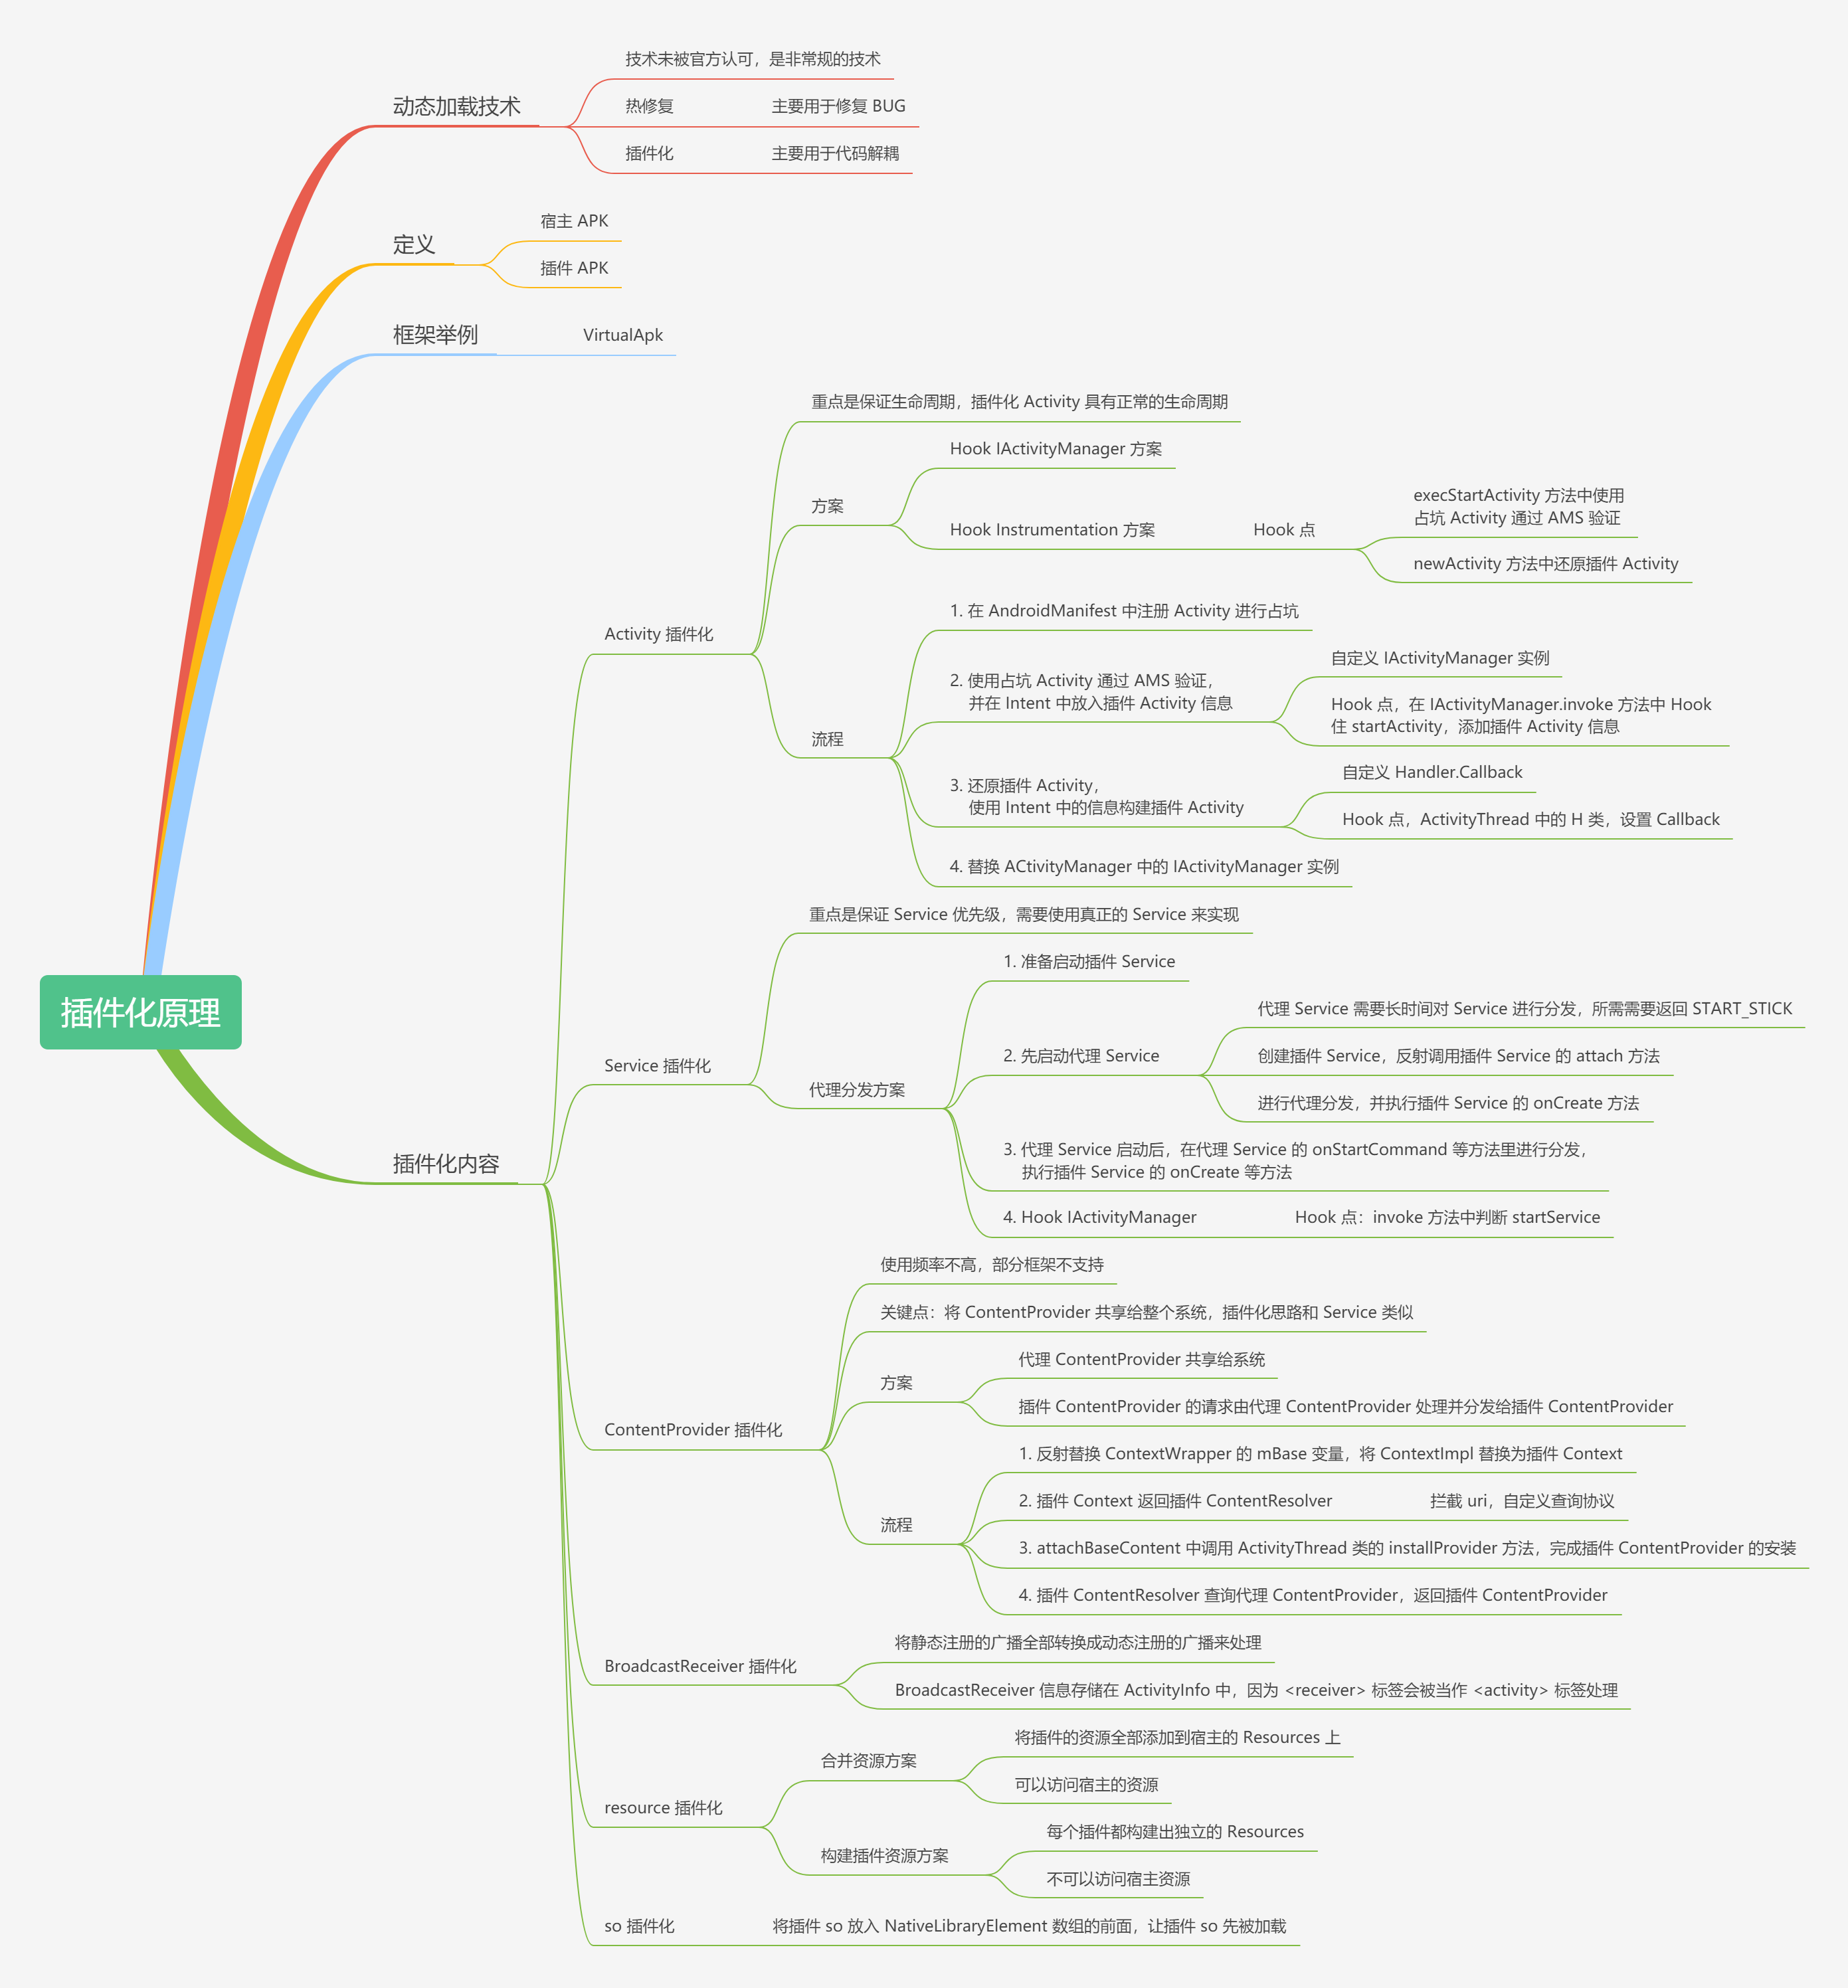 技术未被官方认可，是非常规的技术
动态加载技术
热修复
主要用于修复 BUG
插件化
主要用于代码解耦
宿主 APK
定义
插件 APK
框架举例
VirtualApk
重点是保证生命周期，插件化 Activity 具有正常的生命周期
Hook IActivityManager 方案
方案
execStartActivity 方法中使用
占坑 Activity 通过 AMS 验证
Hook Instrumentation 方案
Hook 点
newActivity 方法中还原插件 Activity
Activity 插件化
1. 在 AndroidManifest 中注册 Activity 进行占坑
自定义 IActivityManager 实例
2. 使用占坑 Activity 通过 AMS 验证，
并在 Intent 中放入插件 Activity 信息
Hook 点，在 IActivityManager.invoke 方法中 Hook
住 startActivity，添加插件 Activity 信息
流程
自定义 Handler.Callback
3. 还原插件 Activity，
使用 Intent 中的信息构建插件 Activity
Hook 点，ActivityThread 中的 H 类，设置 Callback
4. 替换 ACtivityManager 中的 IActivityManager 实例
重点是保证 Service 优先级，需要使用真正的 Service 来实现
1. 准备启动插件 Service
插件化原理
代理 Service 需要长时间对 Service 进行分发，所需需要返回 START_STICK
2. 先启动代理 Service
创建插件 Service，反射调用插件 Service 的 attach 方法
Service 插件化
代理分发方案
进行代理分发，并执行插件 Service 的 onCreate 方法
3. 代理 Service 启动后，在代理 Service 的 onStartCommand 等方法里进行分发，
执行插件 Service 的 onCreate 等方法
插件化内容
4. Hook IActivityManager
Hook 点：invoke 方法中判断 startService
使用频率不高，部分框架不支持
关键点：将 ContentProvider 共享给整个系统，插件化思路和 Service 类似
代理 ContentProvider 共享给系统
方案
插件 ContentProvider 的请求由代理 ContentProvider 处理并分发给插件 ContentProvider
ContentProvider 插件化
1. 反射替换 ContextWrapper 的 mBase 变量，将 ContextImpl 替换为插件 Context
2. 插件 Context 返回插件 ContentResolver
拦截 uri，自定义查询协议
流程
3. attachBaseContent 中调用 ActivityThread 类的 installProvider 方法，完成插件 ContentProvider 的安装
4. 插件 ContentResolver 查询代理 ContentProvider，返回插件 ContentProvider
将静态注册的广播全部转换成动态注册的广播来处理
BroadcastReceiver 插件化
BroadcastReceiver 信息存储在 ActivityInfo 中，因为 <receiver> 标签会被当作 <activity> 标签处理
将插件的资源全部添加到宿主的 Resources 上
合并资源方案
可以访问宿主的资源
resource 插件化
每个插件都构建出独立的 Resources
构建插件资源方案
不可以访问宿主资源
so 插件化
将插件 so 放入 NativeLibraryElement 数组的前面，让插件 so 先被加载